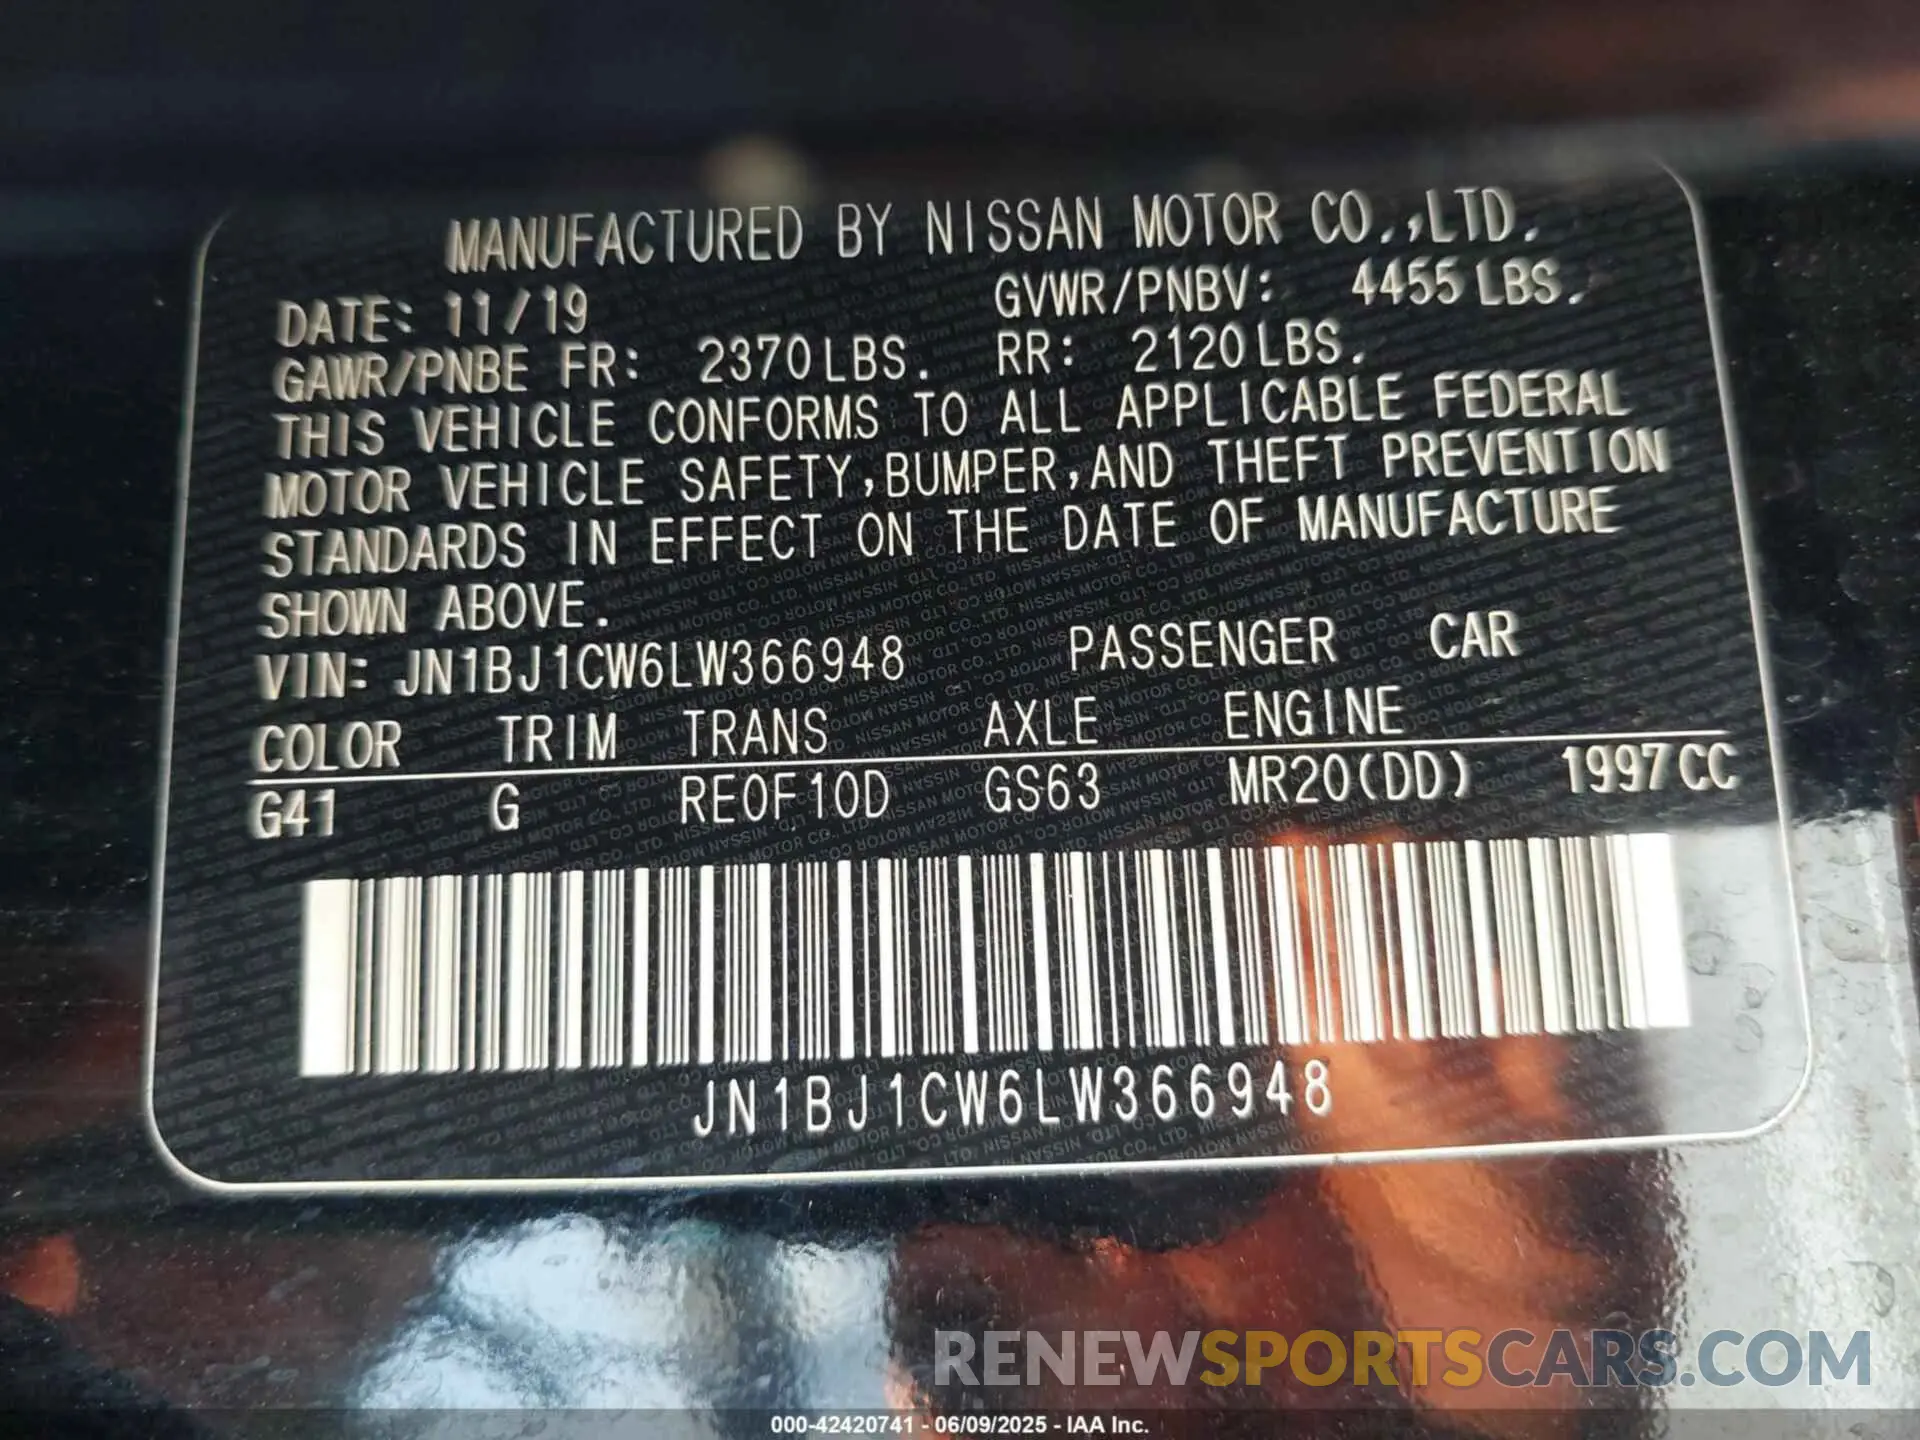 MANUFACTURED BY NISSAN MOTOR CO.,LTD.
DATE: 11/19 GVWR/PNBV: 4455 LBS.
GAWR/PNBE FR: 2370 LBS. RR: 2120 LBS.
THIS VEHICLE CONFORMS TO ALL APPLICABLE FEDERAL
MOTOR VEHICLE SAFETY,BUMPER,AND THEFT PREVENTION
STANDARDS IN EFFECT ON THE DATE OF MANUFACTURE
SHOWN ABOVE.
VIN: JN1BJ1CW6LW366948 PASSENGER CAR
COLOR TRIM TRANS AXLE ENGINE
G41 G RE0F10D GS63 MR20(DD) 1997 CC
JN1BJ1CW6LW366948
RENEWSPORTSCARS.COM
000-42420741 - 06/09/2025 - IAA Inc.